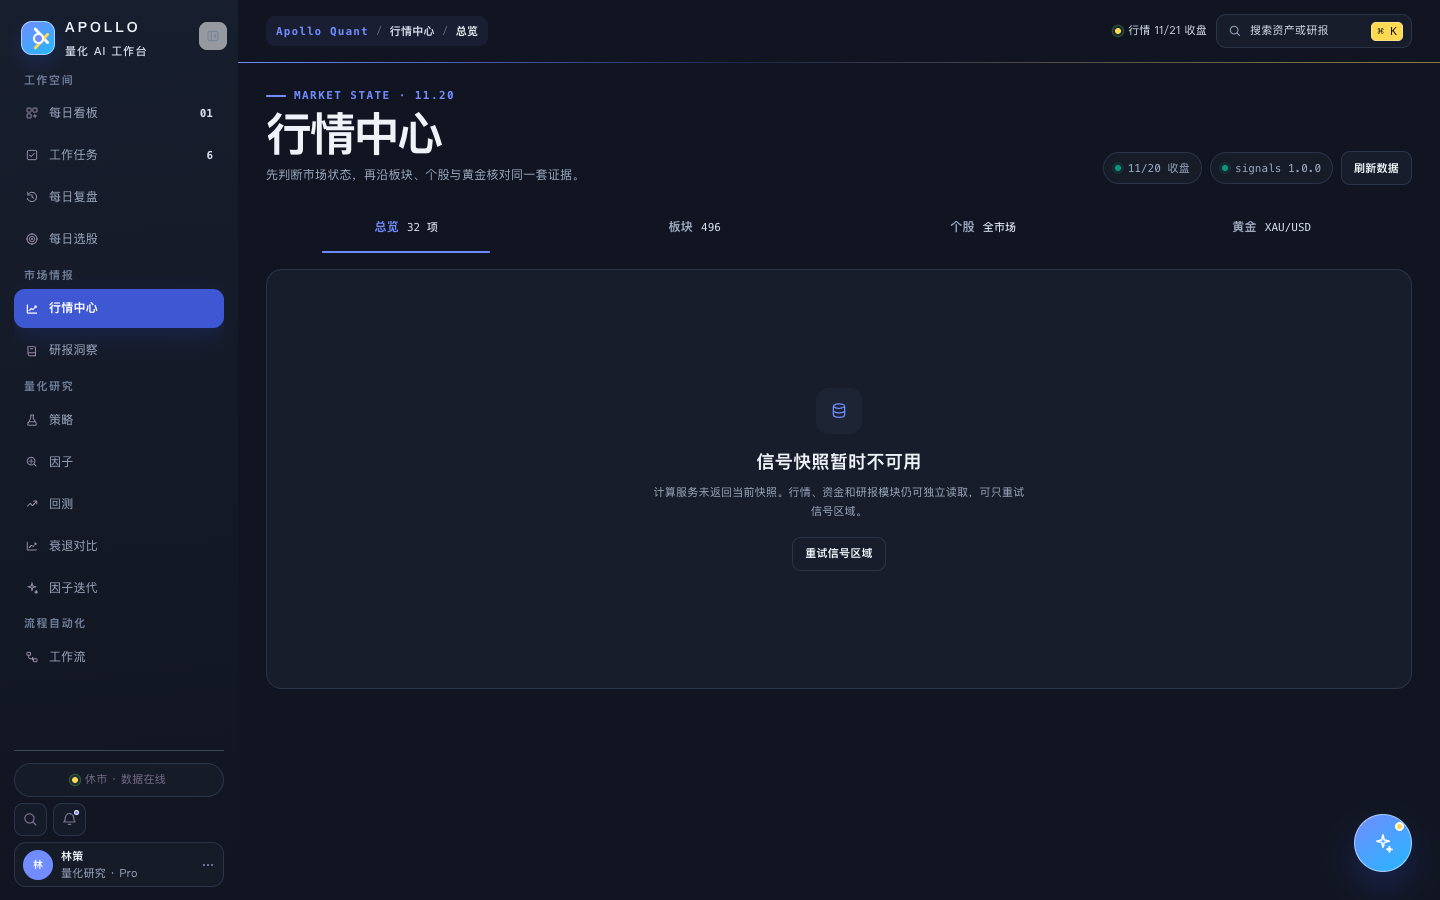 APOLLO
量化 AI 工作台
工作空间
每日看板 01
工作任务 6
每日复盘
每日选股
市场情报
行情中心
研报洞察
量化研究
策略
因子
回测
衰退对比
因子迭代
流程自动化
工作流
休市 · 数据在线
林
林策
量化研究 · Pro
Apollo Quant / 行情中心 / 总览
行情 11/21 收盘
搜索资产或研报
⌘ K
MARKET STATE · 11.20
行情中心
先判断市场状态，再沿板块、个股与黄金核对同一套证据。
11/20 收盘
signals 1.0.0
刷新数据
总览 32 项
板块 496
个股 全市场
黄金 XAU/USD
信号快照暂时不可用
计算服务未返回当前快照。行情、资金和研报模块仍可独立读取，可只重试
信号区域。
重试信号区域